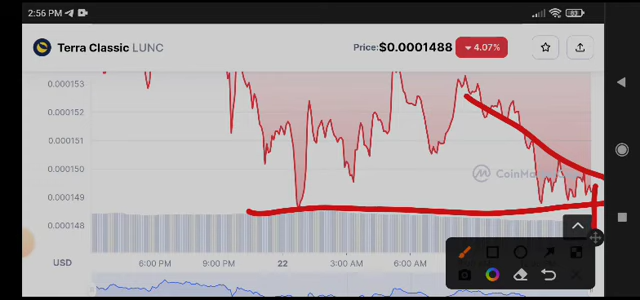 2:56 PM 83
Terra Classic LUNC Price: $0.0001488 4.07%
0.000153
0.000152
0.000151
0.000150
0.000149
0.000148
USD 6:00 PM 9:00 PM 22 3:00 AM 6:00 AM